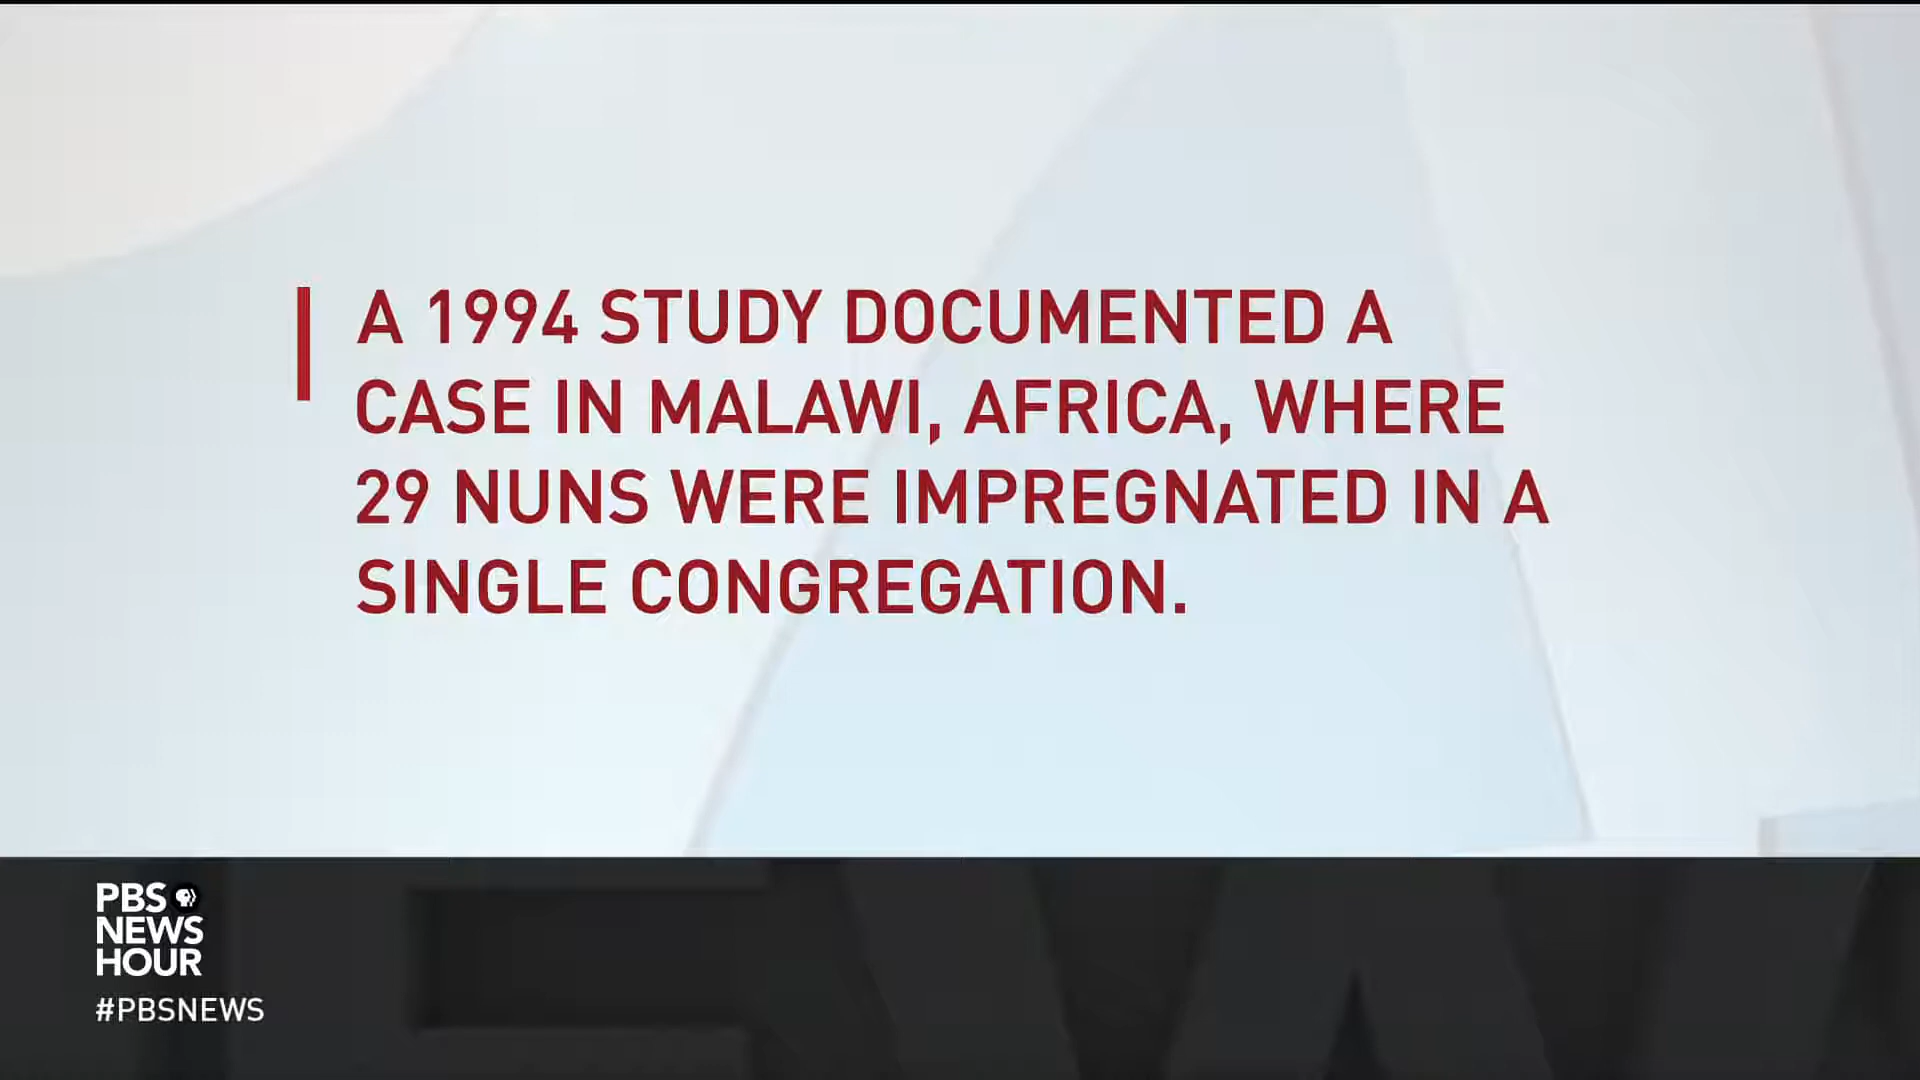 A 1994 STUDY DOCUMENTED A
CASE IN MALAWI, AFRICA, WHERE
29 NUNS WERE IMPREGNATED IN A
SINGLE CONGREGATION.
PBS
NEWS
HOUR
#PBSNEWS